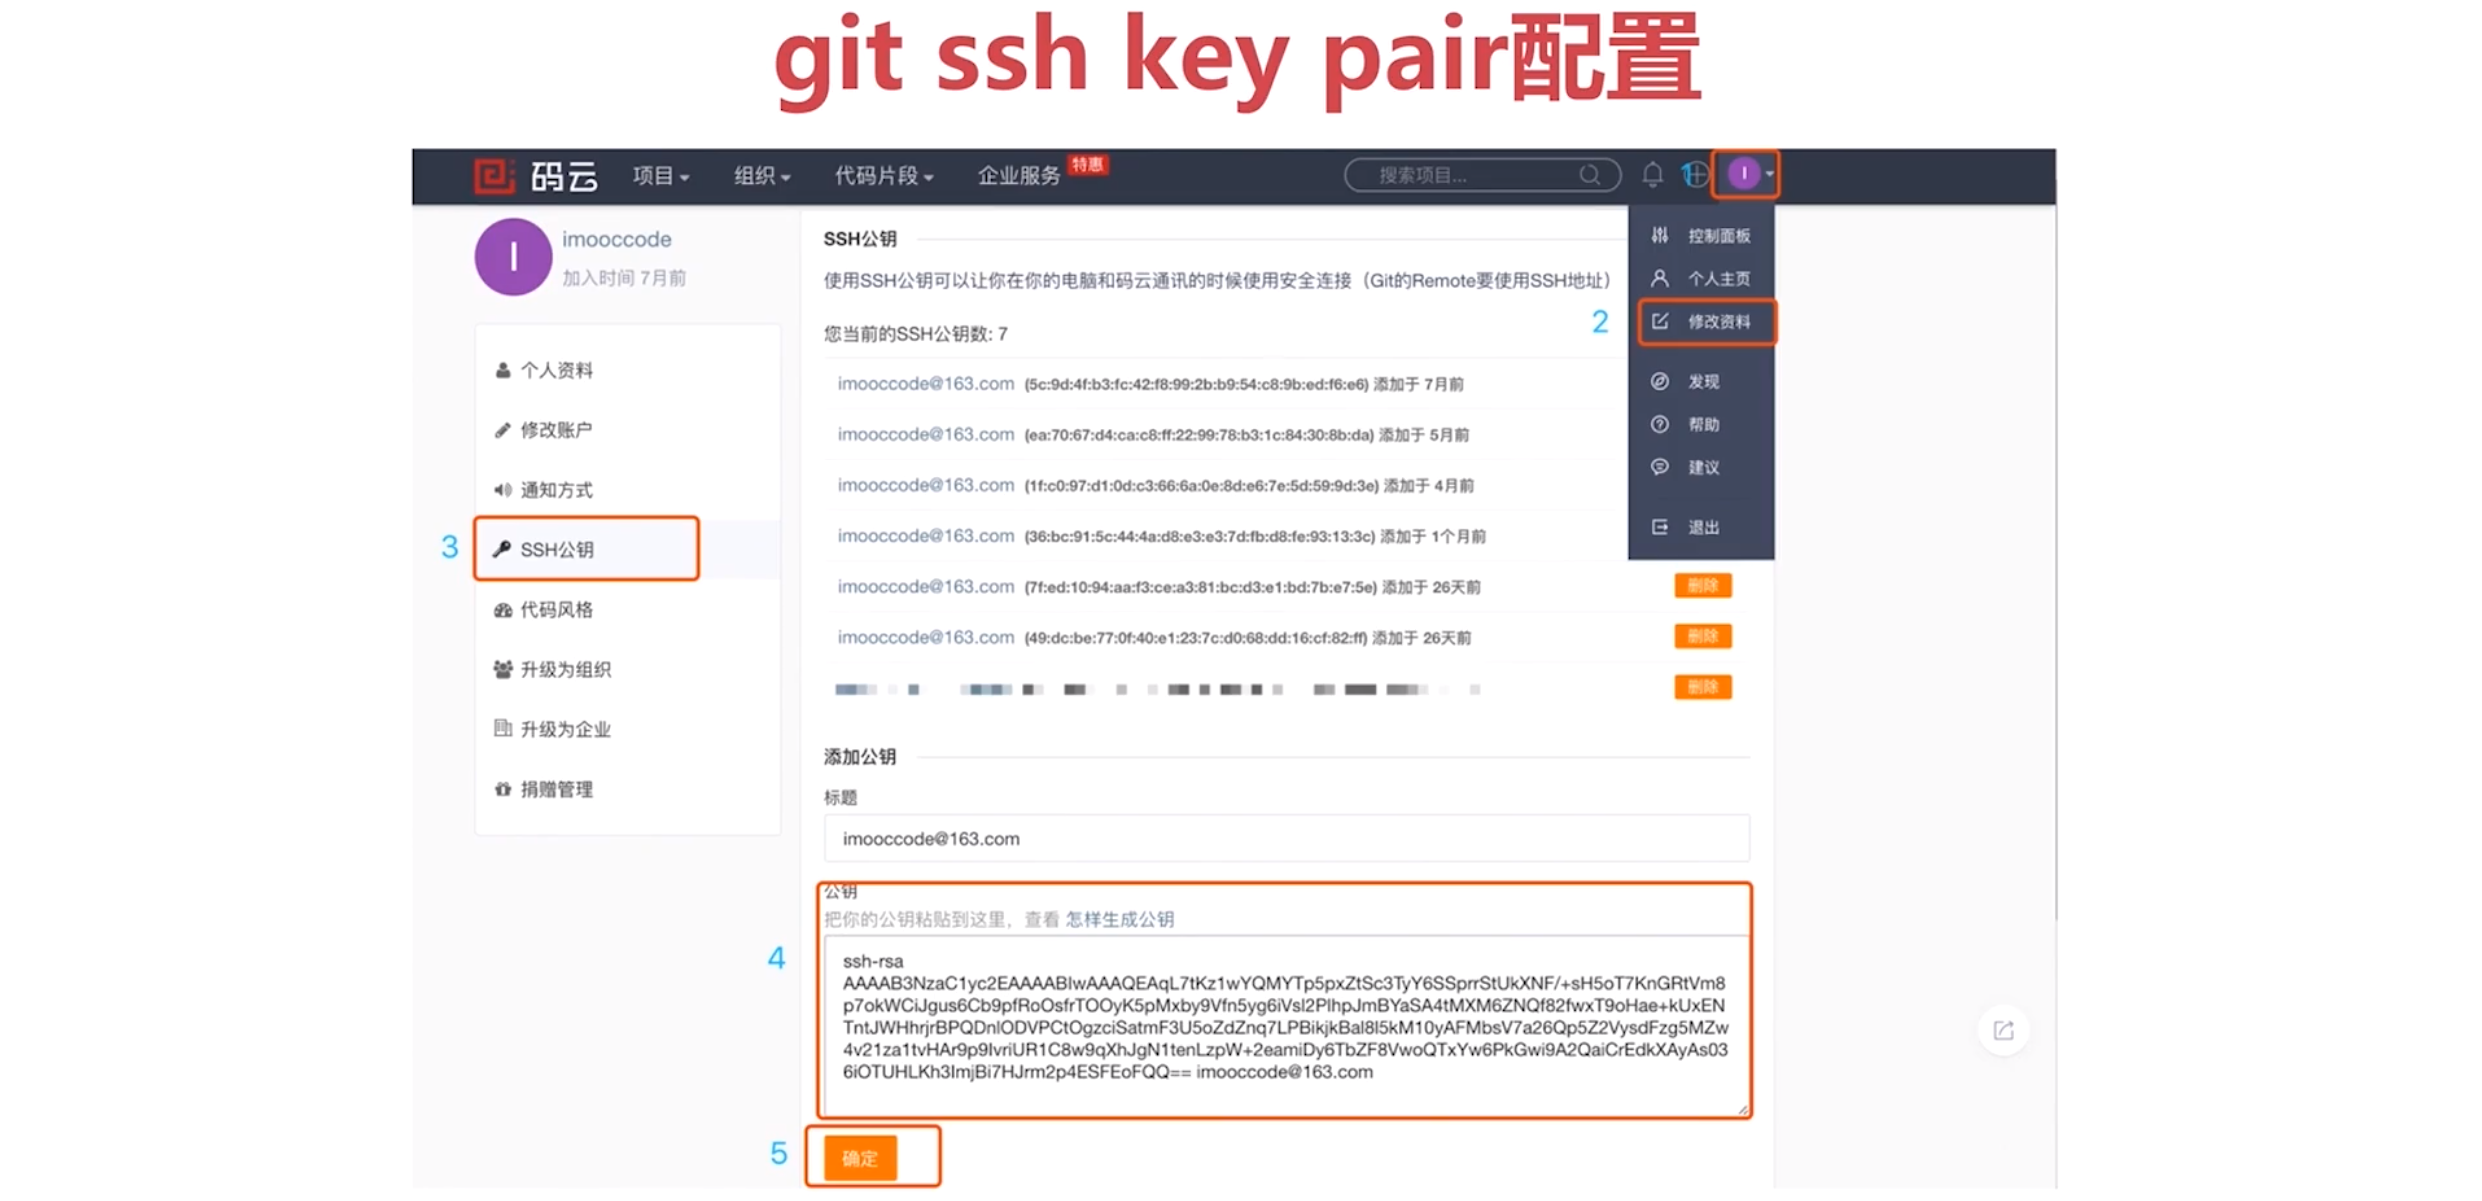 git ssh key pair配置
码云 项目 组织 代码片段 企业服务 特惠 搜索项目... 1 I
I
imooccode
加入时间 7月前
个人资料
修改账户
通知方式
3 SSH公钥
代码风格
升级为组织
升级为企业
捐赠管理
SSH公钥
使用SSH公钥可以让你在你的电脑和码云通讯的时候使用安全连接（Git的Remote要使用SSH地址）
您当前的SSH公钥数: 7
imooccode@163.com (5c:9d:4f:b3:fc:42:f8:99:2b:b9:54:c8:9b:ed:f6:e6) 添加于 7月前
imooccode@163.com (ea:70:67:d4:ca:c8:ff:22:99:78:b3:1c:84:30:8b:da) 添加于 5月前
imooccode@163.com (1f:c0:97:d1:0d:c3:66:6a:0e:8d:e6:7e:5d:59:9d:3e) 添加于 4月前
imooccode@163.com (36:bc:91:5c:44:4a:d8:e3:e3:7d:fb:d8:fe:93:13:3c) 添加于 1个月前
imooccode@163.com (7f:ed:10:94:aa:f3:ce:a3:81:bc:d3:e1:bd:7b:e7:5e) 添加于 26天前 删除
imooccode@163.com (49:dc:be:77:0f:40:e1:23:7c:d0:68:dd:16:cf:82:ff) 添加于 26天前 删除
删除
控制面板
个人主页
2 修改资料
发现
帮助
建议
退出
添加公钥
标题
imooccode@163.com
公钥
把你的公钥粘贴到这里，查看 怎样生成公钥
4
ssh-rsa
AAAAB3NzaC1yc2EAAAABIwAAAQEAqL7tKz1wYQMYTp5pxZtSc3TyY6SSprrStUkXNF/+sH5oT7KnGRtVm8
p7okWCiJgus6Cb9pfRoOsfrTOOyK5pMxby9Vfn5yg6iVsl2PlhpJmBYaSA4tMXM6ZNQf82fwxT9oHae+kUxEN
TntJWHhrjrBPQDnlODVPCtOgzciSatmF3U5oZdZnq7LPBikjkBal8l5kM10yAFMbsV7a26Qp5Z2VysdFzg5MZw
4v21za1tvHAr9p9IvriUR1C8w9qXhJgN1tenLzpW+2eamiDy6TbZF8VwoQTxYw6PkGwi9A2QaiCrEdkXAyAs03
6iOTUHLKh3ImjBi7HJrm2p4ESFEoFQQ== imooccode@163.com
5 确定